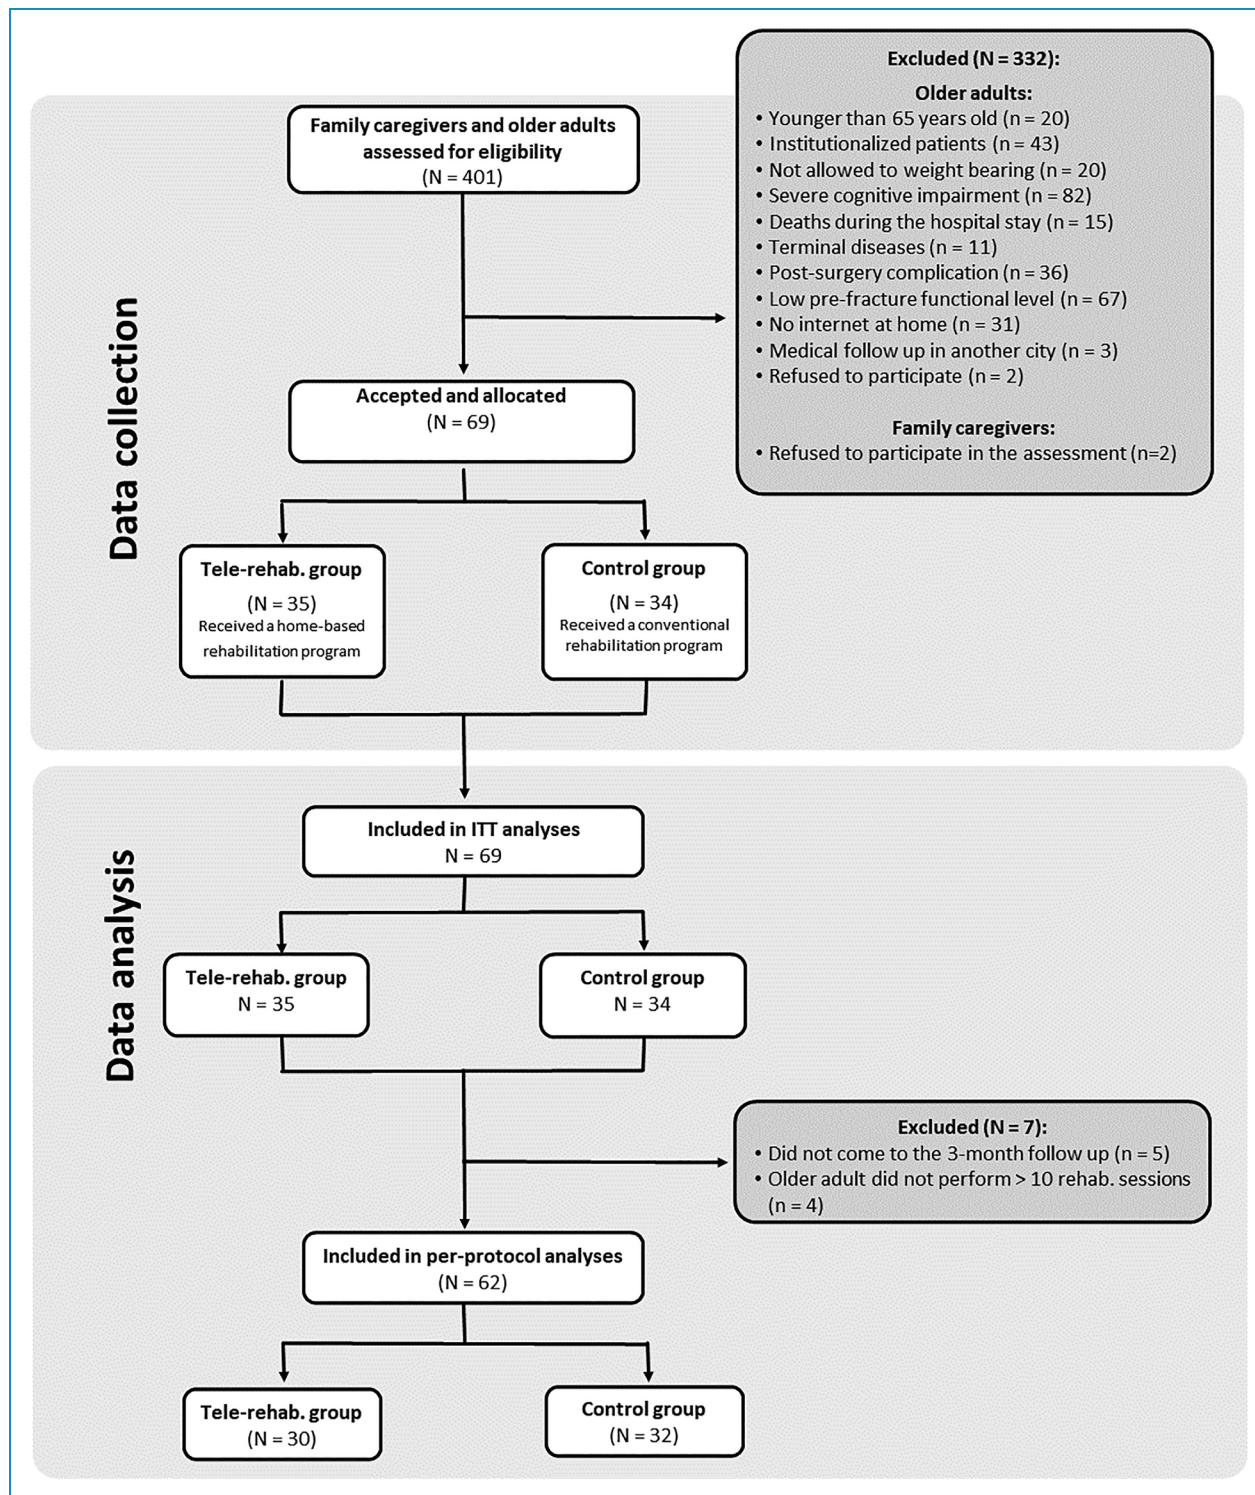 Family caregivers and older adults
assessed for eligibility
(N = 401)
Excluded (N = 332):
Older adults:
• Younger than 65 years old (n = 20)
• Institutionalized patients (n = 43)
• Not allowed to weight bearing (n = 20)
• Severe cognitive impairment (n = 82)
• Deaths during the hospital stay (n = 15)
• Terminal diseases (n = 11)
• Post-surgery complication (n = 36)
• Low pre-fracture functional level (n = 67)
• No internet at home (n = 31)
• Medical follow up in another city (n = 3)
• Refused to participate (n = 2)
Family caregivers:
• Refused to participate in the assessment (n=2)
Data collection
Accepted and allocated
(N = 69)
Tele-rehab. group
(N = 35)
Received a home-based
rehabilitation program
Control group
(N = 34)
Received a conventional
rehabilitation program
Data analysis
Included in ITT analyses
N = 69
Tele-rehab. group
N = 35
Control group
N = 34
Excluded (N = 7):
• Did not come to the 3-month follow up (n = 5)
• Older adult did not perform > 10 rehab. sessions
(n = 4)
Included in per-protocol analyses
(N = 62)
Tele-rehab. group
(N = 30)
Control group
(N = 32)